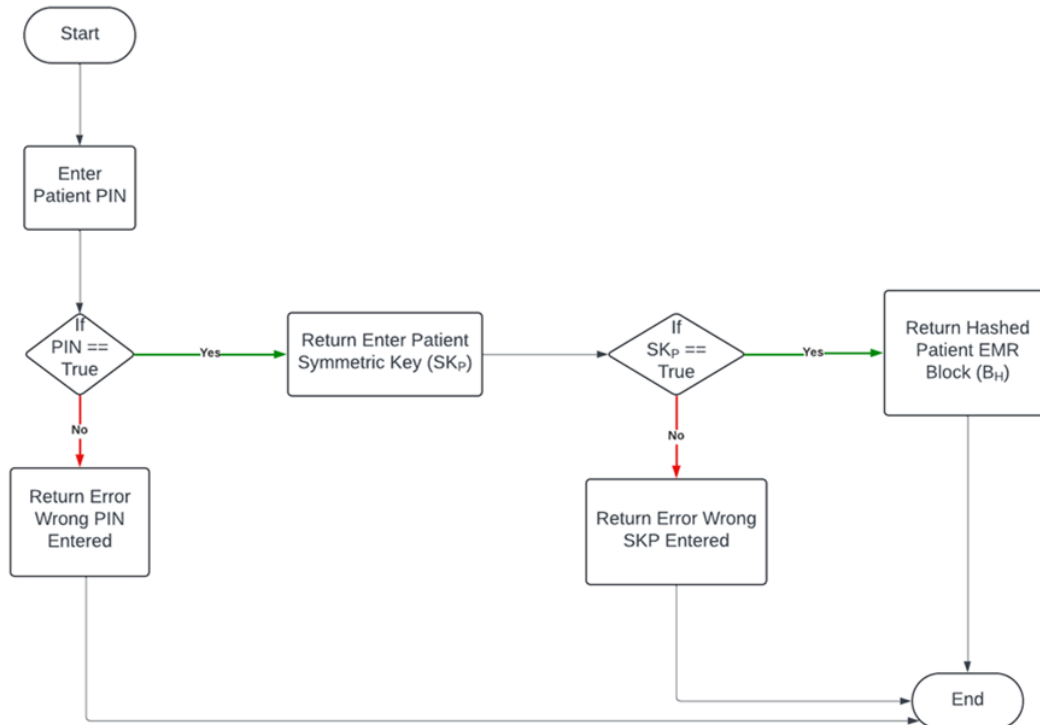 Start
Enter
Patient PIN
If
PIN ==
True
Yes
Return Enter Patient
Symmetric Key (SKP)
If
SKP ==
True
Yes
Return Hashed
Patient EMR
Block (BH)
No
Return Error
Wrong PIN
Entered
No
Return Error Wrong
SKP Entered
End